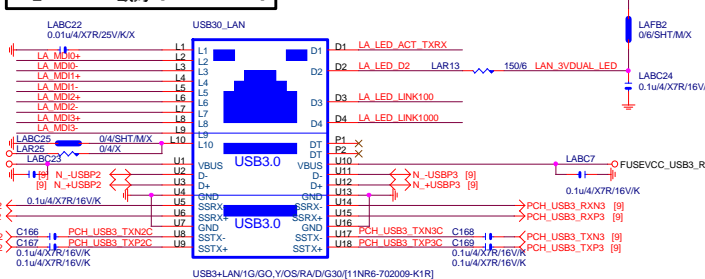 LABC22
0.01u/4/X7R/25V/K/X
USB30_LAN
LAFB2
0/6/SHT/M/X
L1 L1 D1 D1 LA_LED_ACT_TXRX
LA_MDI0+ L2 L2
LA_MDI0- L3 L3 D2 D2 LA_LED_D2 LAR13 150/6 LAN_3VDUAL_LED
LA_MDI1+ L4 L4
LA_MDI1- L5 L5
LA_MDI2+ L6 L6 D3 D3 LA_LED_LINK100
LA_MDI2- L7 L7
LA_MDI3+ L8 L8 D4 D4 LA_LED_LINK1000
LA_MDI3- L9 L9
LABC24
0.1u/4/X7R/16V/
LABC25 0/4/SHT/M/X L10 L10 DT P1
LAR25 0/4/X DT P2
LABC23 U1 VBUS USB3.0 VBUS U10 LABC7 FUSEVCC_USB3_R
[9] N_-USBP2 U2 D- D- U11 N_-USBP3 [9]
[9] N_+USBP2 U3 D+ D+ U12 N_+USBP3 [9]
0.1u/4/X7R/16V/K U4 GND GND U13 0.1u/4/X7R/16V/K
U5 SSRX- SSRX- U14 PCH_USB3_RXN3 [9]
U6 SSRX+ USB3.0 SSRX+ U15 PCH_USB3_RXP3 [9]
U7 GND GND U16
C166 PCH_USB3_TXN2C U8 SSTX- SSTX- U17 PCH_USB3_TXN3C C168 PCH_USB3_TXN3 [9]
C167 PCH_USB3_TXP2C U9 SSTX+ SSTX+ U18 PCH_USB3_TXP3C C169 PCH_USB3_TXP3 [9]
0.1u/4/X7R/16V/K 0.1u/4/X7R/16V/K
0.1u/4/X7R/16V/K 0.1u/4/X7R/16V/K
USB3+LAN/1G/GO,Y/OS/RA/D/G30/[11NR6-702009-K1R]